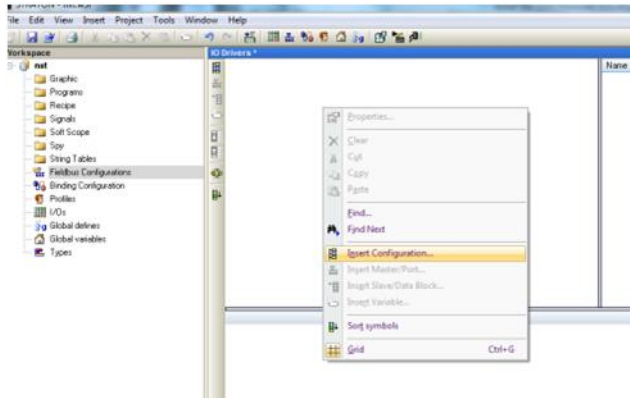 File Edit View Insert Project Tools Window Help
Workspace
Graphic
Programs
Recipe
Signals
Soft Scope
Spy
String Tables
Fieldbus Configurations
Binding Configuration
Profiles
I/Os
Global defines
Global variables
Types
IO Drivers *
Name
Properties...
Clear
Cut
Copy
Paste
Find...
Find Next
Insert Configuration...
Insert Master/Port...
Insert Slave/Data Block...
Insert Variable...
Sort symbols
Grid Ctrl+G